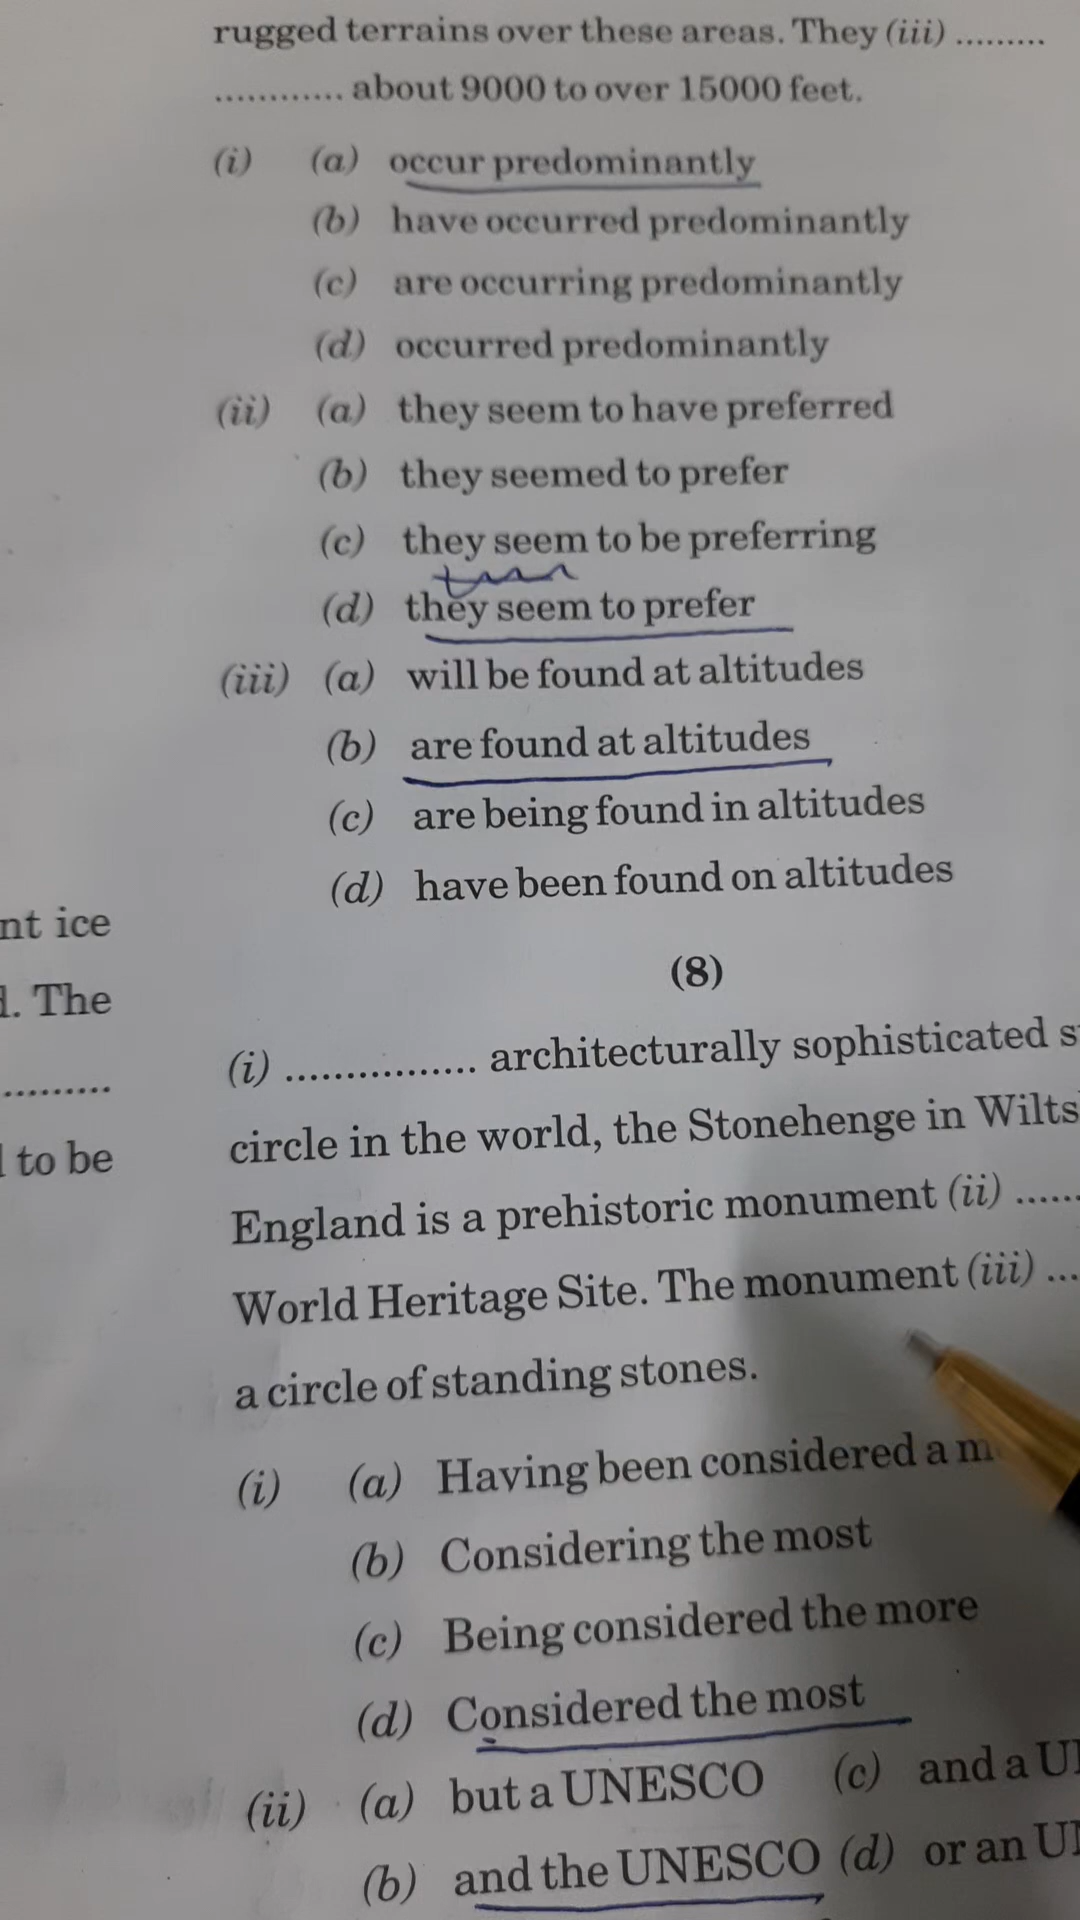 rugged terrains over these areas. They (iii) .........
............ about 9000 to over 15000 feet.
(i) (a) occur predominantly
(b) have occurred predominantly
(c) are occurring predominantly
(d) occurred predominantly
(ii) (a) they seem to have preferred
(b) they seemed to prefer
(c) they seem to be preferring
(d) they seem to prefer
(iii) (a) will be found at altitudes
(b) are found at altitudes
(c) are being found in altitudes
(d) have been found on altitudes
nt ice
. The
.........
to be
(8)
(i) ................ architecturally sophisticated s
circle in the world, the Stonehenge in Wilts
England is a prehistoric monument (ii) ......
World Heritage Site. The monument (iii) ...
a circle of standing stones.
(i) (a) Having been considered a m
(b) Considering the most
(c) Being considered the more
(d) Considered the most
(ii) (a) but a UNESCO (c) and a U
(b) and the UNESCO (d) or an U